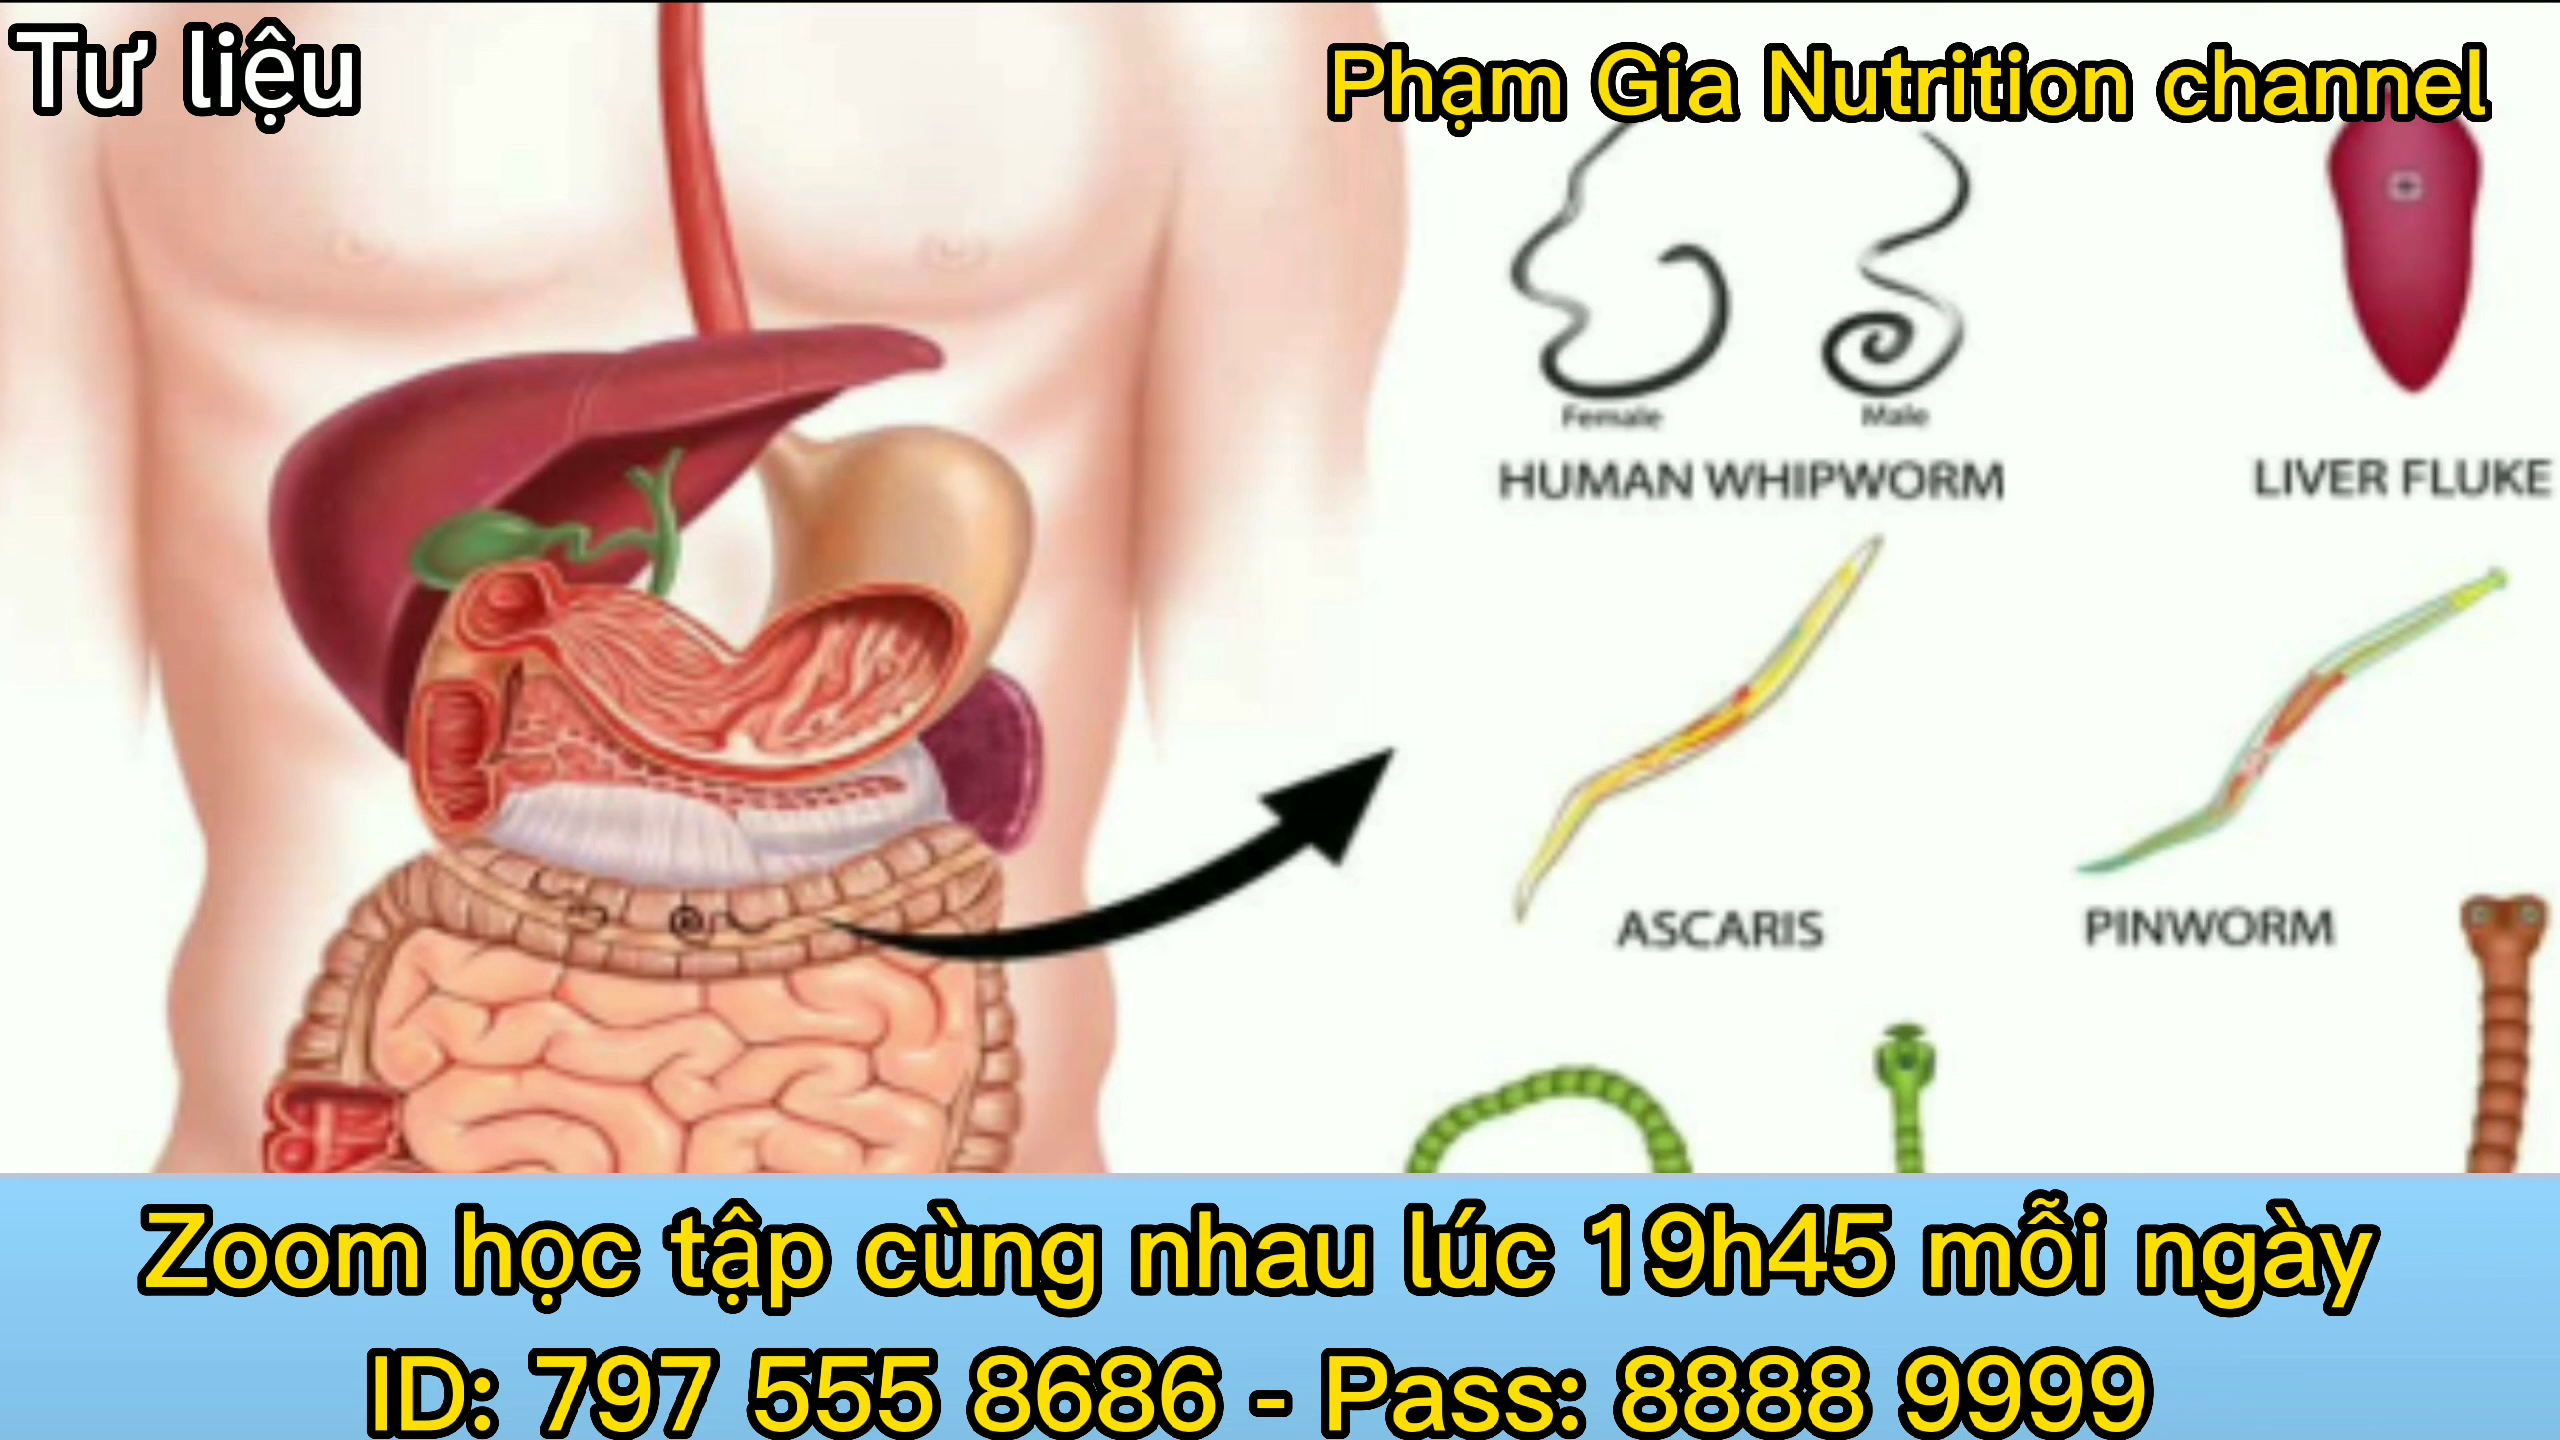 Tư liệu
Phạm Gia Nutrition channel
Female
Male
HUMAN WHIPWORM
LIVER FLUKE
ASCARIS
PINWORM
Zoom học tập cùng nhau lúc 19h45 mỗi ngày
ID: 797 555 8686 - Pass: 8888 9999